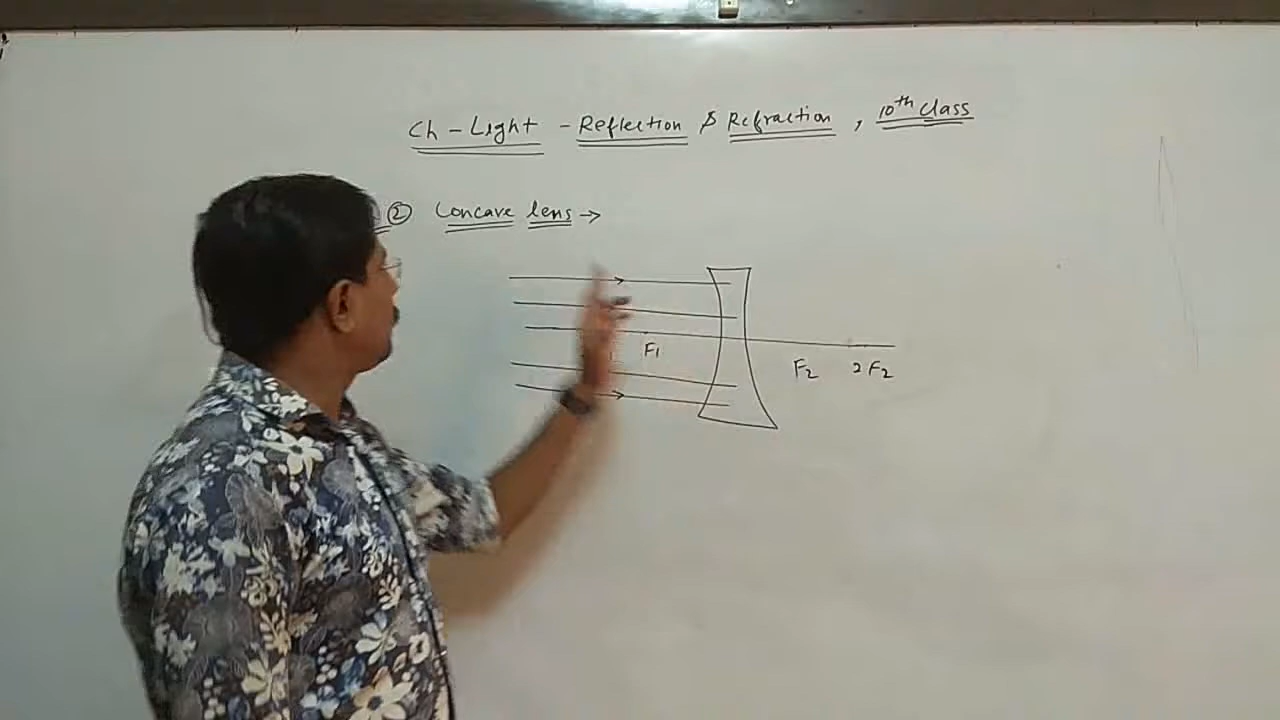 Ch - Light - Reflection & Refraction, 10th Class
② Concave lens →
F1
F2 2F2